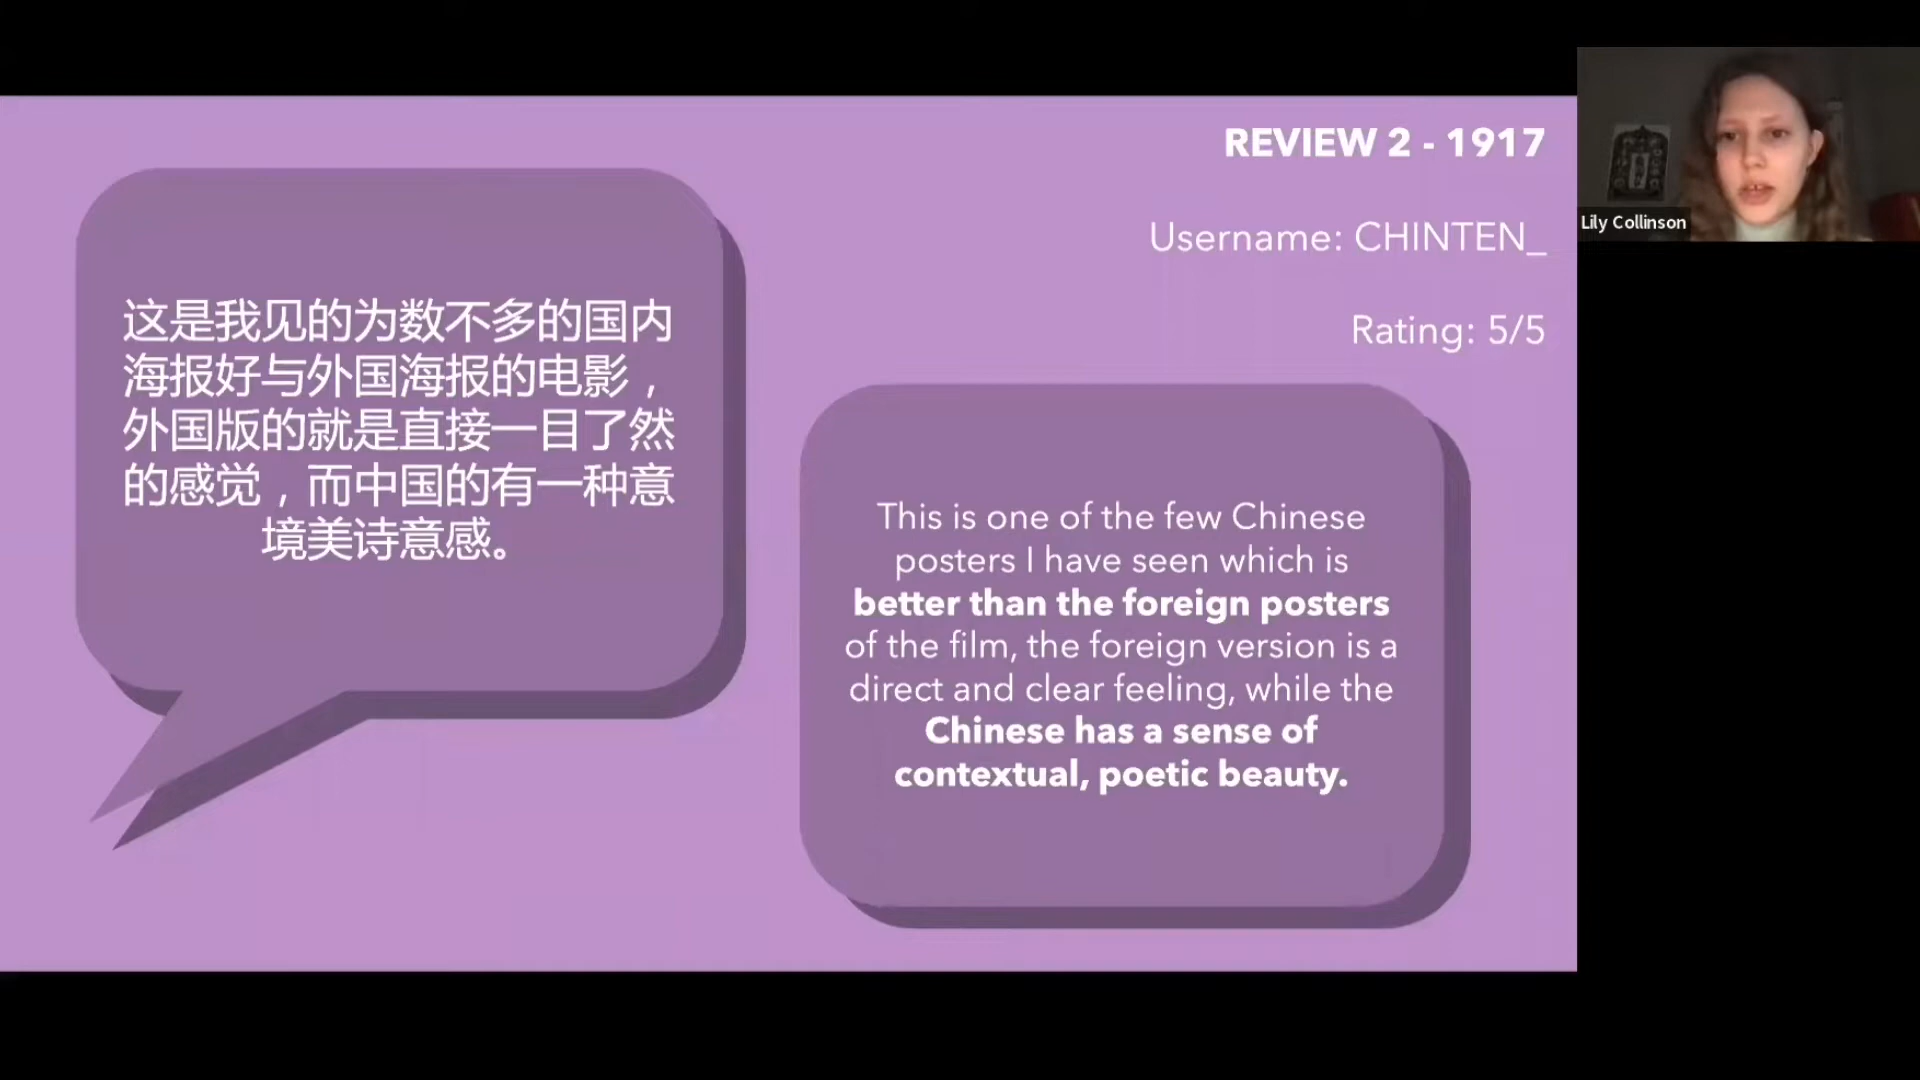 REVIEW 2 - 1917
Username: CHINTEN_
Rating: 5/5
这是我见的为数不多的国内
海报好与外国海报的电影，
外国版的就是直接一目了然
的感觉，而中国的有一种意
境美诗意感。
This is one of the few Chinese
posters I have seen which is
better than the foreign posters
of the film, the foreign version is a
direct and clear feeling, while the
Chinese has a sense of
contextual, poetic beauty.
Lily Collinson